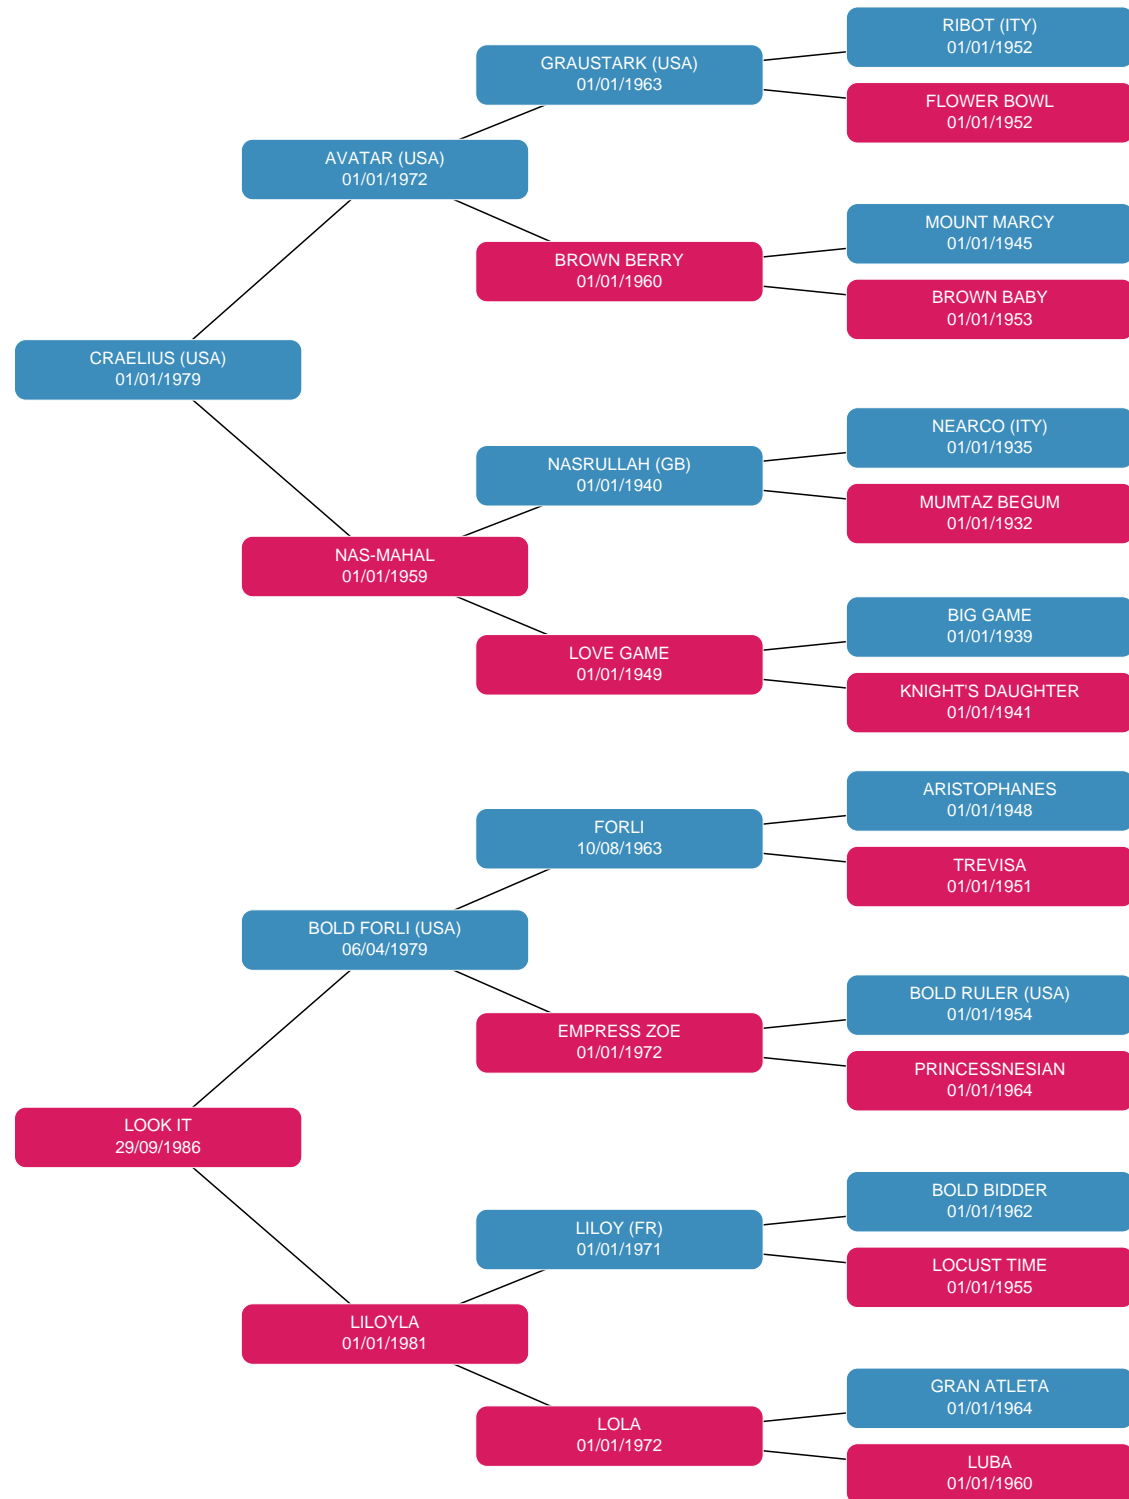 RIBOT (ITY)
01/01/1952
GRAUSTARK (USA)
01/01/1963
FLOWER BOWL
01/01/1952
AVATAR (USA)
01/01/1972
MOUNT MARCY
01/01/1945
BROWN BERRY
01/01/1960
BROWN BABY
01/01/1953
CRAELIUS (USA)
01/01/1979
NEARCO (ITY)
01/01/1935
NASRULLAH (GB)
01/01/1940
MUMTAZ BEGUM
01/01/1932
NAS-MAHAL
01/01/1959
BIG GAME
01/01/1939
LOVE GAME
01/01/1949
KNIGHT'S DAUGHTER
01/01/1941
ARISTOPHANES
01/01/1948
FORLI
10/08/1963
TREVISA
01/01/1951
BOLD FORLI (USA)
06/04/1979
BOLD RULER (USA)
01/01/1954
EMPRESS ZOE
01/01/1972
PRINCESSNESIAN
01/01/1964
LOOK IT
29/09/1986
BOLD BIDDER
01/01/1962
LILOY (FR)
01/01/1971
LOCUST TIME
01/01/1955
LILOYLA
01/01/1981
GRAN ATLETA
01/01/1964
LOLA
01/01/1972
LUBA
01/01/1960